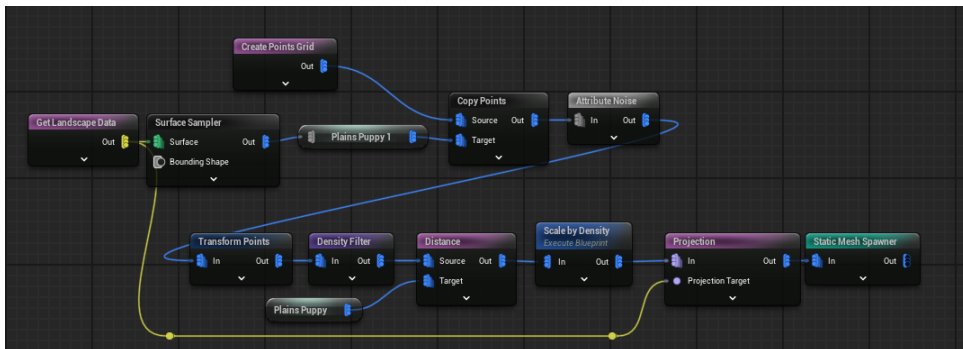 Create Points Grid
Out
Copy Points
Source Out
Target
Attribute Noise
In Out
Get Landscape Data
Out
Surface Sampler
Surface Out
Bounding Shape
Plains Puppy 1
Transform Points
In Out
Density Filter
In Out
Distance
Source Out
Target
Scale by Density
Execute Blueprint
In Out
Projection
In Out
Projection Target
Static Mesh Spawner
In Out
Plains Puppy